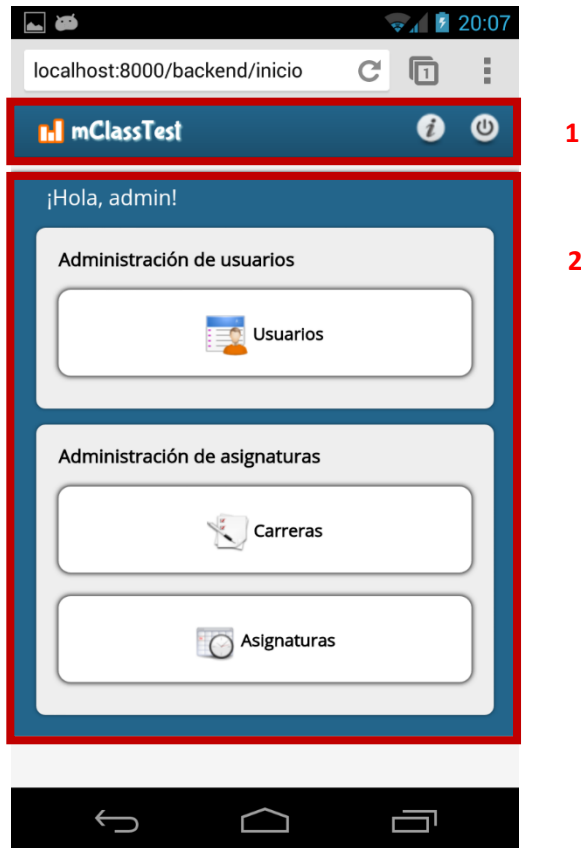 20:07
localhost:8000/backend/inicio
1
mClassTest
i
1
¡Hola, admin!
Administración de usuarios
2
Usuarios
Administración de asignaturas
Carreras
Asignaturas